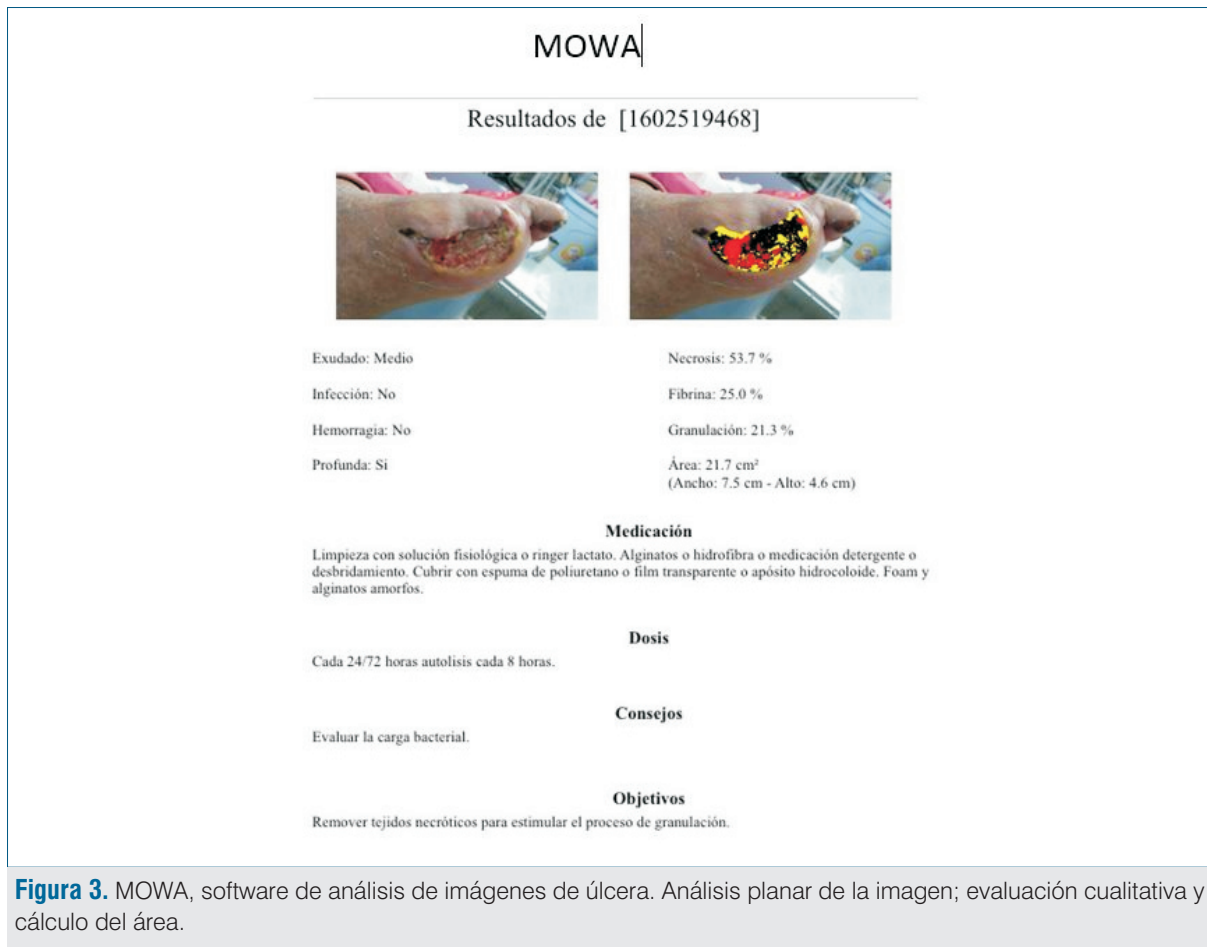 MOWA
Resultados de [1602519468]
Exudado: Medio
Necrosis: 53.7 %
Infección: No
Fibrina: 25.0 %
Hemorragia: No
Granulación: 21.3 %
Profunda: Si
Área: 21.7 cm²
(Ancho: 7.5 cm - Alto: 4.6 cm)
Medicación
Limpieza con solución fisiológica o ringer lactato. Alginatos o hidrofibra o medicación detergente o
desbridamiento. Cubrir con espuma de poliuretano o film transparente o apósito hidrocoloide. Foam y
alginatos amorfos.
Dosis
Cada 24/72 horas autolisis cada 8 horas.
Consejos
Evaluar la carga bacterial.
Objetivos
Remover tejidos necróticos para estimular el proceso de granulación.
Figura 3. MOWA, software de análisis de imágenes de úlcera. Análisis planar de la imagen; evaluación cualitativa y
cálculo del área.